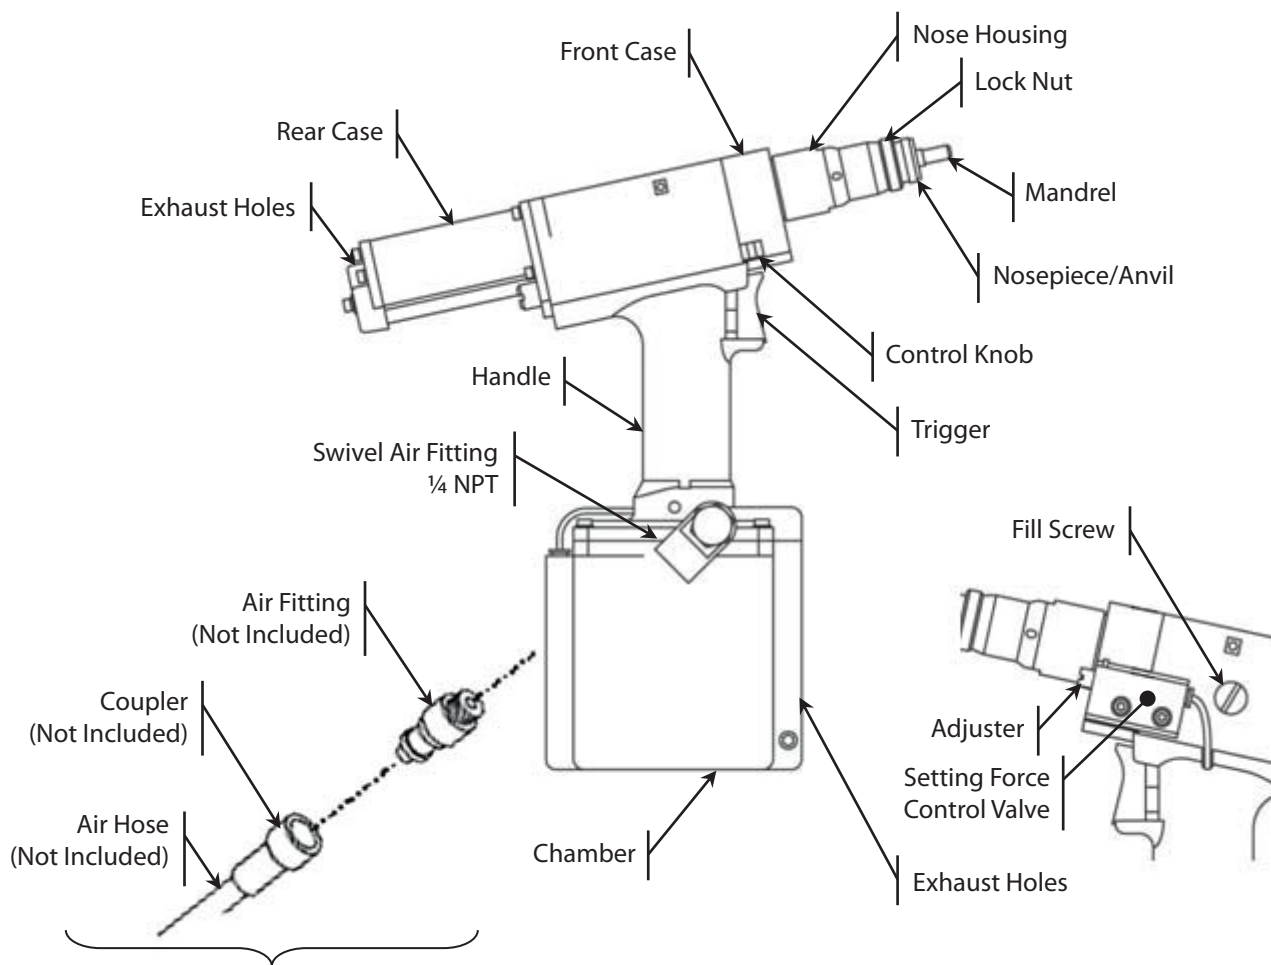 Nose Housing
Front Case
Lock Nut
Rear Case
Mandrel
Exhaust Holes
Nosepiece/Anvil
Control Knob
Handle
Trigger
Swivel Air Fitting
¼ NPT
Fill Screw
Air Fitting
(Not Included)
Coupler
(Not Included)
Adjuster
Setting Force
Control Valve
Air Hose
(Not Included)
Chamber
Exhaust Holes